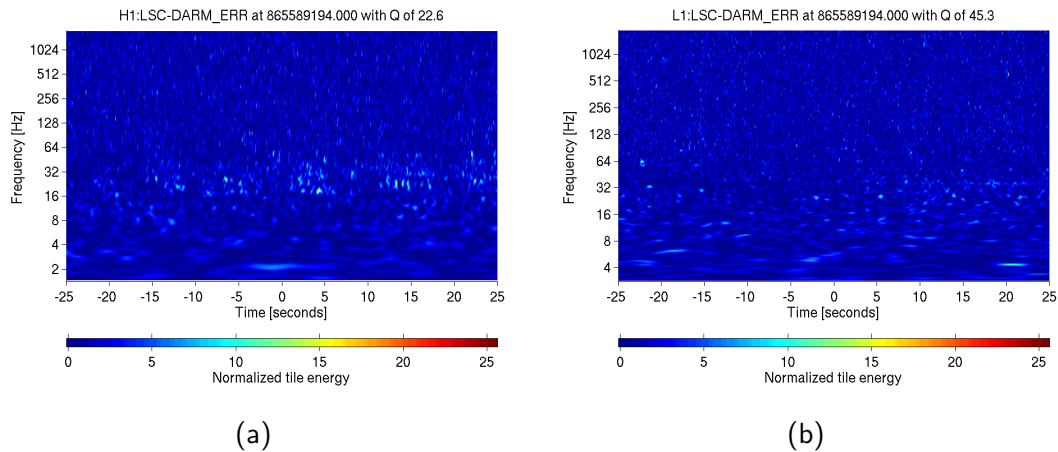 H1:LSC-DARM_ERR at 865589194.000 with Q of 22.6
Frequency [Hz]
1024
512
256
128
64
32
16
8
4
2
-25 -20 -15 -10 -5 0 5 10 15 20 25
Time [seconds]
0 5 10 15 20 25
Normalized tile energy
(a)
L1:LSC-DARM_ERR at 865589194.000 with Q of 45.3
Frequency [Hz]
1024
512
256
128
64
32
16
8
4
-25 -20 -15 -10 -5 0 5 10 15 20 25
Time [seconds]
0 5 10 15 20 25
Normalized tile energy
(b)